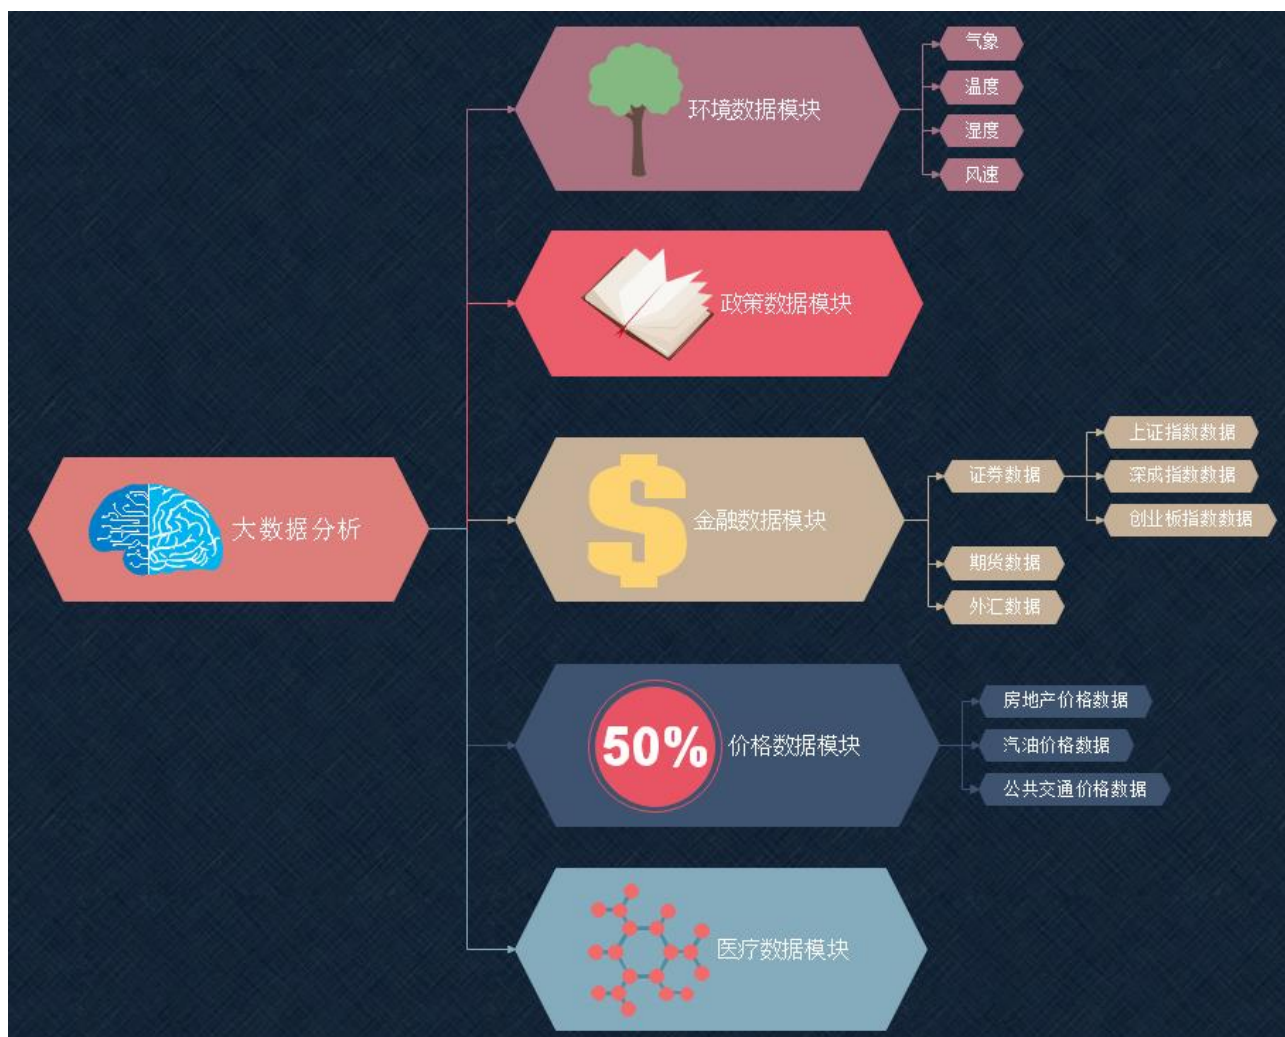 大数据分析
环境数据模块
气象
温度
湿度
风速
政策数据模块
金融数据模块
证券数据
上证指数数据
深成指数数据
创业板指数数据
期货数据
外汇数据
50%
价格数据模块
房地产价格数据
汽油价格数据
公共交通价格数据
医疗数据模块